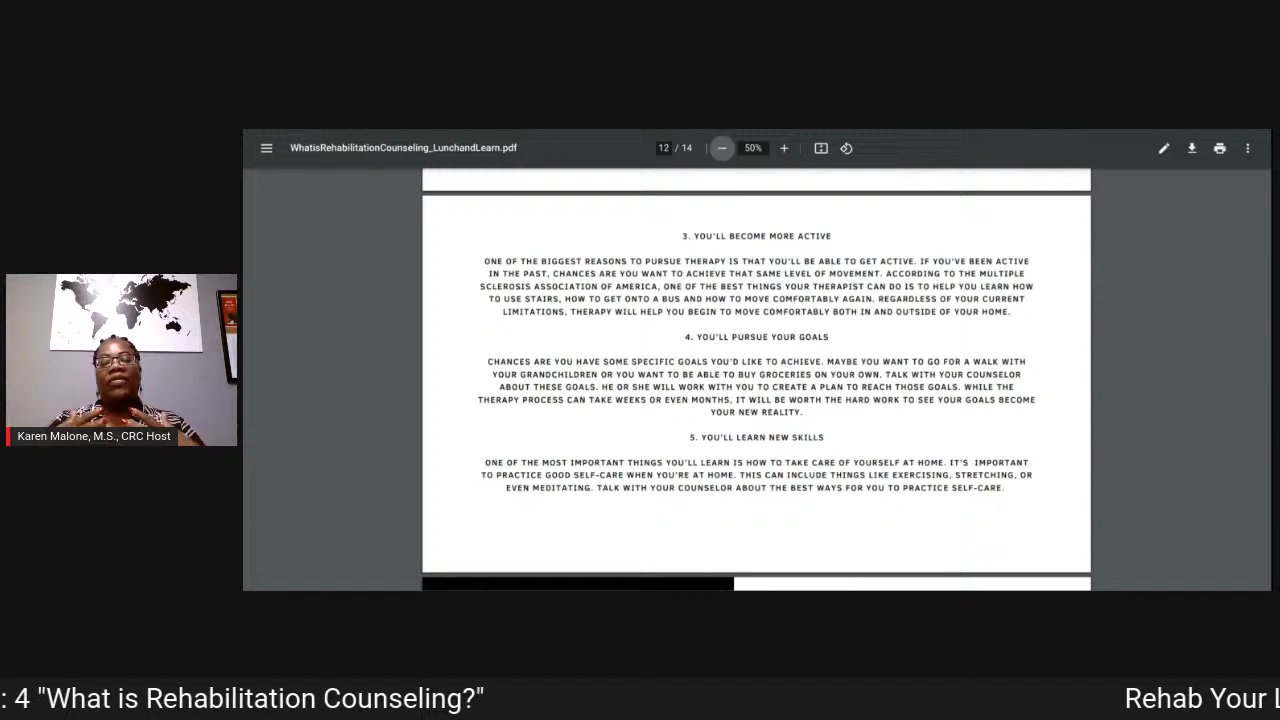 WhatisRehabilitationCounseling_LunchandLearn.pdf
12 / 14
50%
3. YOU'LL BECOME MORE ACTIVE
ONE OF THE BIGGEST REASONS TO PURSUE THERAPY IS THAT YOU'LL BE ABLE TO GET ACTIVE. IF YOU'VE BEEN ACTIVE
IN THE PAST, CHANCES ARE YOU WANT TO ACHIEVE THAT SAME LEVEL OF MOVEMENT. ACCORDING TO THE MULTIPLE
SCLEROSIS ASSOCIATION OF AMERICA, ONE OF THE BEST THINGS YOUR THERAPIST CAN DO IS TO HELP YOU LEARN HOW
TO USE STAIRS, HOW TO GET ONTO A BUS AND HOW TO MOVE COMFORTABLY AGAIN. REGARDLESS OF YOUR CURRENT
LIMITATIONS, THERAPY WILL HELP YOU BEGIN TO MOVE COMFORTABLY BOTH IN AND OUTSIDE OF YOUR HOME.
4. YOU'LL PURSUE YOUR GOALS
CHANCES ARE YOU HAVE SOME SPECIFIC GOALS YOU'D LIKE TO ACHIEVE. MAYBE YOU WANT TO GO FOR A WALK WITH
YOUR GRANDCHILDREN OR YOU WANT TO BE ABLE TO BUY GROCERIES ON YOUR OWN. TALK WITH YOUR COUNSELOR
ABOUT THESE GOALS. HE OR SHE WILL WORK WITH YOU TO CREATE A PLAN TO REACH THOSE GOALS. WHILE THE
THERAPY PROCESS CAN TAKE WEEKS OR EVEN MONTHS, IT WILL BE WORTH THE HARD WORK TO SEE YOUR GOALS BECOME
YOUR NEW REALITY.
5. YOU'LL LEARN NEW SKILLS
ONE OF THE MOST IMPORTANT THINGS YOU'LL LEARN IS HOW TO TAKE CARE OF YOURSELF AT HOME. IT'S IMPORTANT
TO PRACTICE GOOD SELF-CARE WHEN YOU'RE AT HOME. THIS CAN INCLUDE THINGS LIKE EXERCISING, STRETCHING, OR
EVEN MEDITATING. TALK WITH YOUR COUNSELOR ABOUT THE BEST WAYS FOR YOU TO PRACTICE SELF-CARE.
Karen Malone, M.S., CRC Host
: 4 "What is Rehabilitation Counseling?"
Rehab Your L